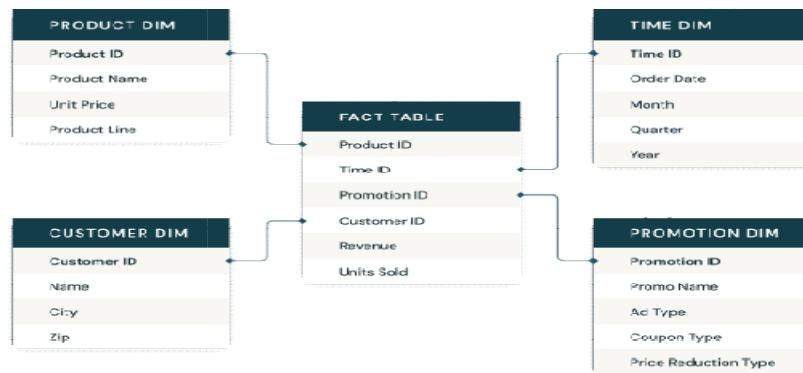 PRODUCT DIM
Product ID
Product Name
Unit Price
Product Line
TIME DIM
Time ID
Order Date
Month
Quarter
Year
FACT TABLE
Product ID
Time ID
Promotion ID
Customer ID
Revenue
Units Sold
CUSTOMER DIM
Customer ID
Name
City
Zip
PROMOTION DIM
Promotion ID
Promo Name
Ad Type
Coupon Type
Price Reduction Type